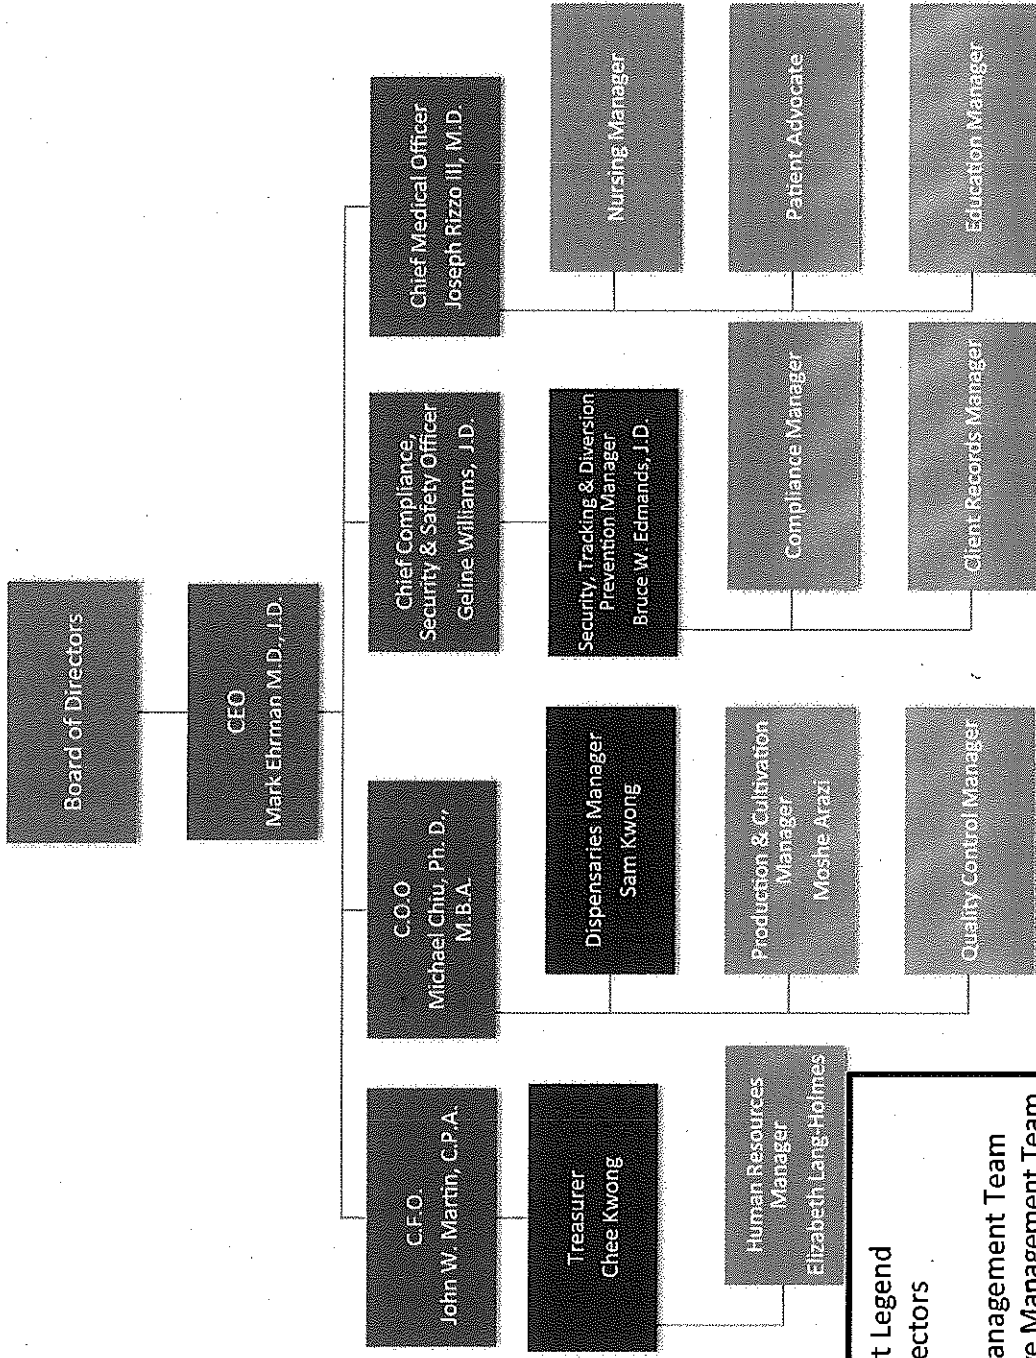 Board of Directors
CEO
Mark Ehrman M.D., J.D.
C.F.O.
John W. Martin, C.P.A.
C.O.O
Michael Chiu, Ph. D.,
M.B.A.
Chief Compliance,
Security & Safety Officer
Geline Williams, J.D.
Chief Medical Officer
Joseph Rizzo III, M.D.
Treasurer
Chee Kwong
Human Resources
Manager
Elizabeth Lang-Holmes
Dispensaries Manager
Sam Kwong
Production & Cultivation
Manager
Moshe Arazi
Quality Control Manager
Security, Tracking & Diversion
Prevention Manager
Bruce W. Edmands, J.D.
Compliance Manager
Client Records Manager
Nursing Manager
Patient Advocate
Education Manager
Legend
Management Team
Management Team